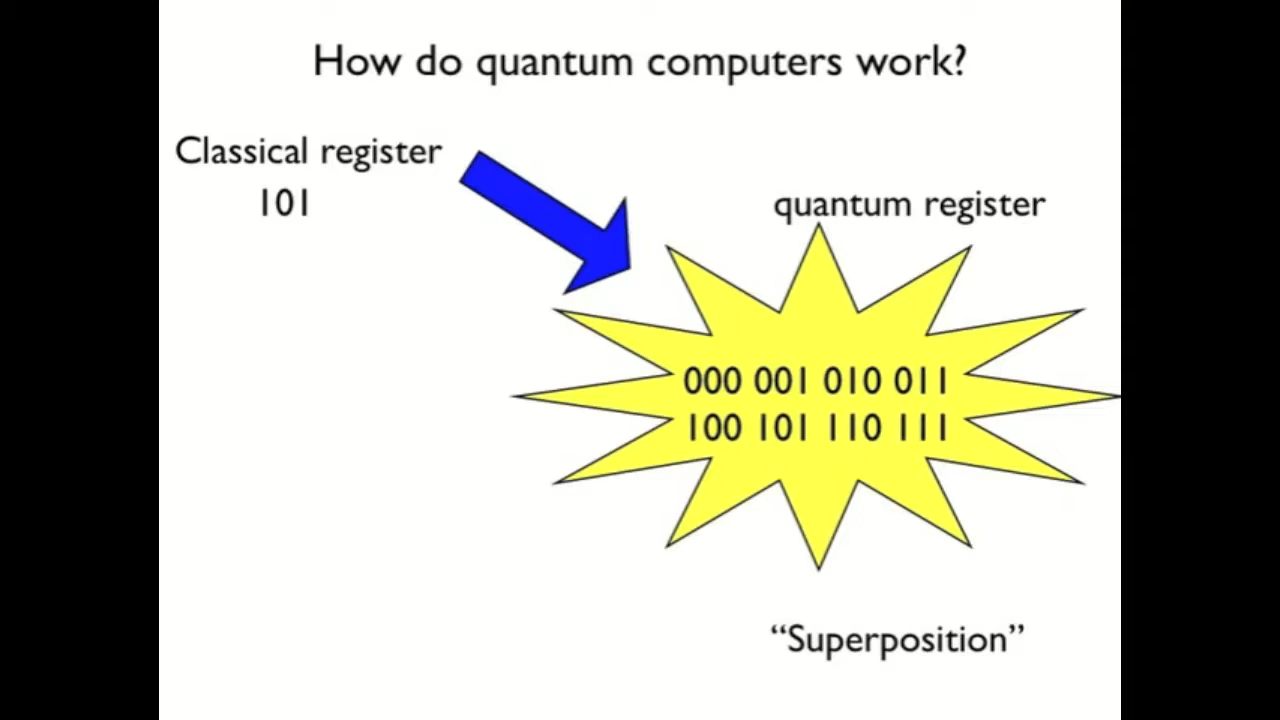 How do quantum computers work?
Classical register
101
quantum register
000 001 010 011
100 101 110 111
“Superposition”